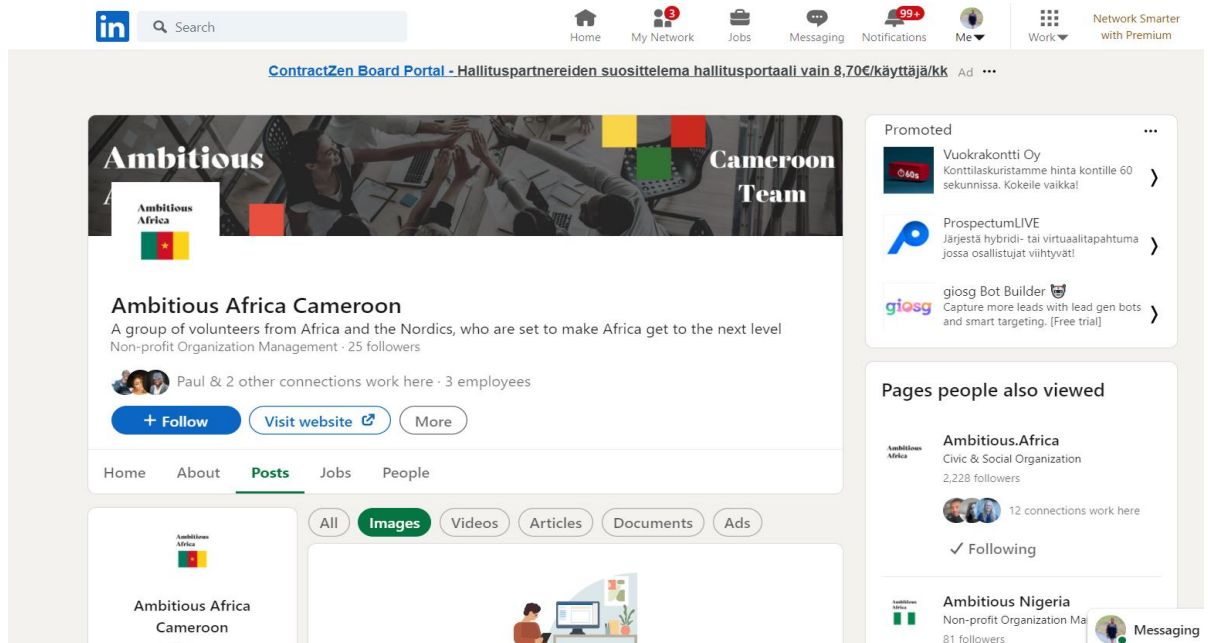 in
Search
Home
3
My Network
Jobs
Messaging
99+
Notifications
Me
Work
Network Smarter
with Premium
ContractZen Board Portal - Hallituspartnereiden suosittelema hallitusportaali vain 8,70€/käyttäjä/kk Ad
Ambitious
A
Cameroon
Team
Ambitious
Africa
Ambitious Africa Cameroon
A group of volunteers from Africa and the Nordics, who are set to make Africa get to the next level
Non-profit Organization Management · 25 followers
Paul & 2 other connections work here · 3 employees
+ Follow
Visit website
More
Home
About
Posts
Jobs
People
All
Images
Videos
Articles
Documents
Ads
Ambitious
Africa
Ambitious Africa
Cameroon
Promoted
60s
Vuokrakontti Oy
Konttilaskuristamme hinta kontille 60
sekunnissa. Kokeile vaikka!
ProspectumLIVE
Järjestä hybridi- tai virtuaalitapahtuma
jossa osallistujat viihtyvät!
giosg
giosg Bot Builder
Capture more leads with lead gen bots
and smart targeting. [Free trial]
Pages people also viewed
Ambitious
Africa
Ambitious.Africa
Civic & Social Organization
2,228 followers
12 connections work here
✓ Following
Ambitious
Africa
Ambitious Nigeria
Non-profit Organization Ma
81 followers
Messaging